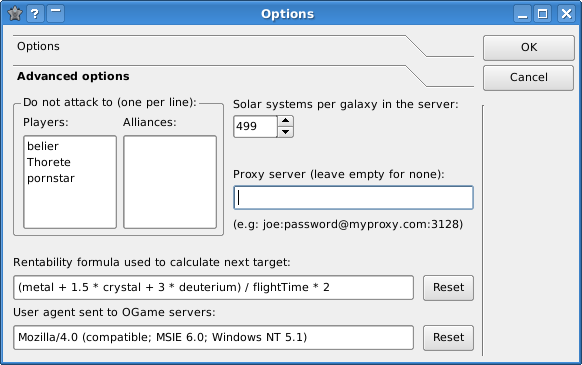 Options
Options
OK
Advanced options
Cancel
Do not attack to (one per line):
Players:
Alliances:
belier
Thorete
pornstar
Solar systems per galaxy in the server:
499
Proxy server (leave empty for none):
(e.g: joe:password@myproxy.com:3128)
Rentability formula used to calculate next target:
(metal + 1.5 * crystal + 3 * deuterium) / flightTime * 2
Reset
User agent sent to OGame servers:
Mozilla/4.0 (compatible; MSIE 6.0; Windows NT 5.1)
Reset